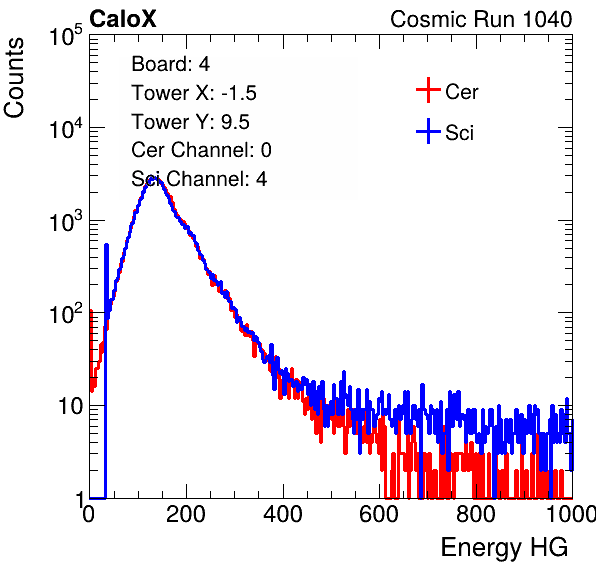 CaloX Cosmic Run 1040
Counts
10^5
10^4
10^3
10^2
10
1
Board: 4
Tower X: -1.5
Tower Y: 9.5
Cer Channel: 0
Sci Channel: 4
Cer
Sci
0 200 400 600 800 1000
Energy HG